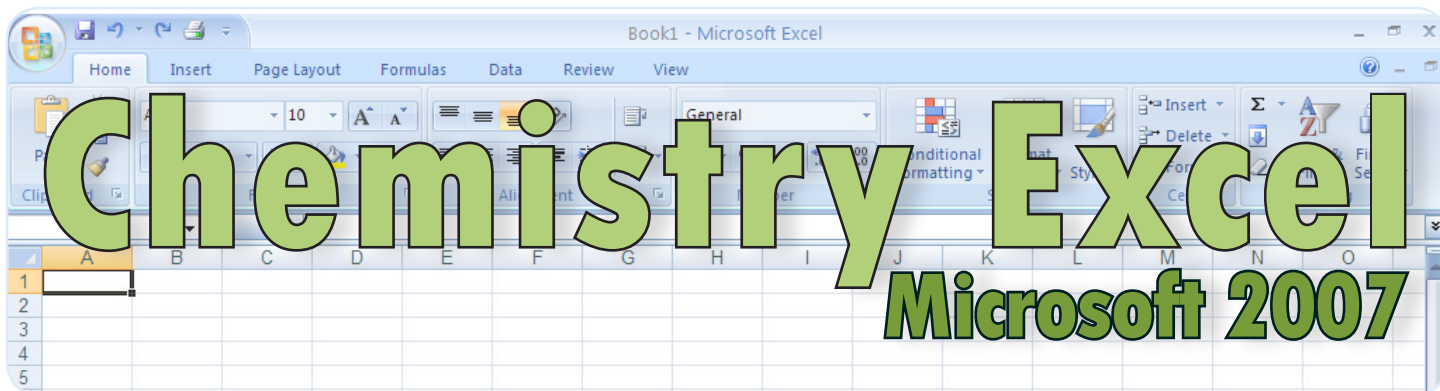 Book1 - Microsoft Excel
Home Insert Page Layout Formulas Data Review View
10 General Insert Σ
Delete
Chemistry Excel
A B C D E F G H I J K L M N O
1
Microsoft 2007
2
3
4
5